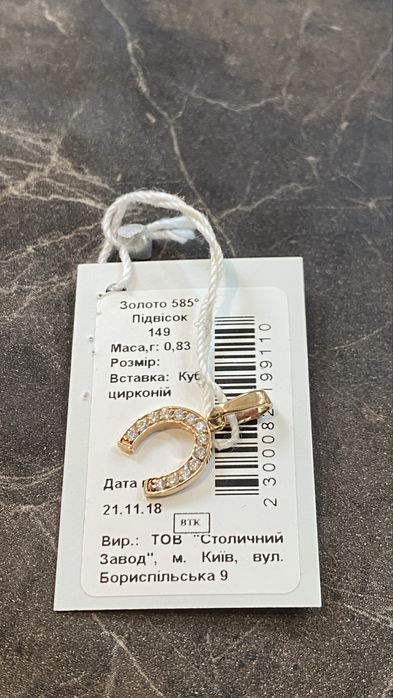 Золото 585°
Підвісок
149
Маса,г: 0,83
Розмір:
Вставка: Куб
цирконій
Дата
21.11.18
ВТК
Вир.: ТОВ "Столичний
Завод", м. Київ, вул.
Бориспільська 9